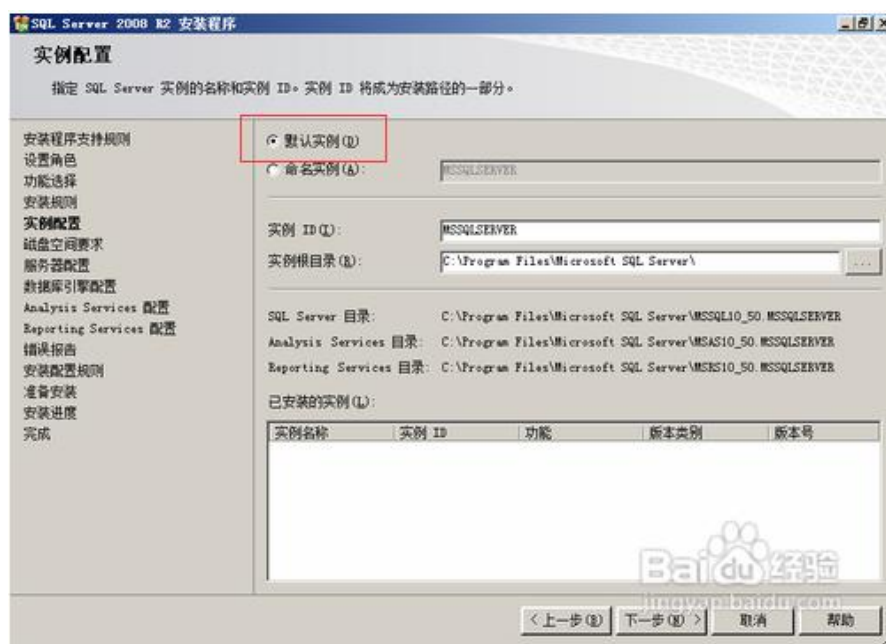 SQL Server 2008 R2 安装程序
实例配置
指定 SQL Server 实例的名称和实例 ID。实例 ID 将成为安装路径的一部分。
安装程序支持规则
设置角色
功能选择
安装规则
实例配置
磁盘空间要求
服务器配置
数据库引擎配置
Analysis Services 配置
Reporting Services 配置
错误报告
安装配置规则
准备安装
安装进度
完成
默认实例(D)
命名实例(A): MSSQLSERVER
实例 ID(I): MSSQLSERVER
实例根目录(R): C:\Program Files\Microsoft SQL Server\ ...
SQL Server 目录: C:\Program Files\Microsoft SQL Server\MSSQL10_50.MSSQLSERVER
Analysis Services 目录: C:\Program Files\Microsoft SQL Server\MSAS10_50.MSSQLSERVER
Reporting Services 目录: C:\Program Files\Microsoft SQL Server\MSRS10_50.MSSQLSERVER
已安装的实例(L):
实例名称 实例 ID 功能 版本类别 版本号
Baidu 经验
jingyan.baidu.com
< 上一步(B) 下一步(N) > 取消 帮助